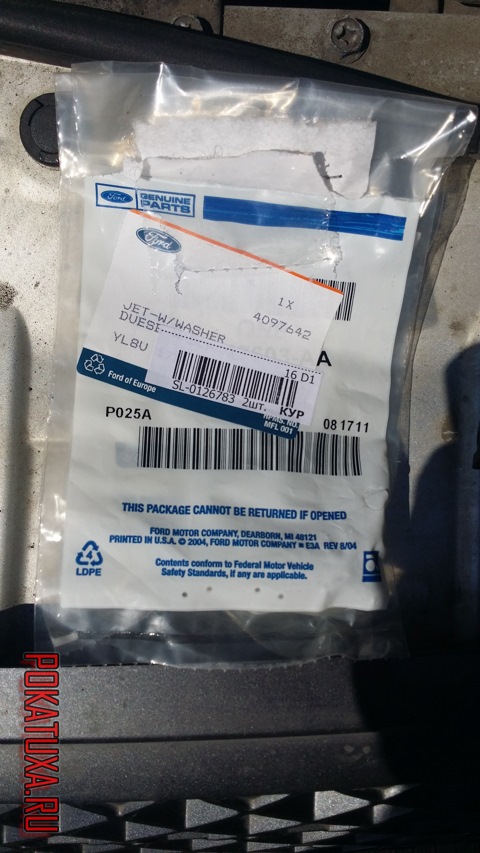 Ford
GENUINE
PARTS
Ford
1X
4097642
JET-W/WASHER
DUESE
YL8U
16 D1
SL-0126783 2шт. КУР
Ford of Europe
MFL 001
P025A
081711
THIS PACKAGE CANNOT BE RETURNED IF OPENED
FORD MOTOR COMPANY, DEARBORN, MI 48121
PRINTED IN U.S.A. © 2004, FORD MOTOR COMPANY E3A REV 8/04
LDPE
Contents conform to Federal Motor Vehicle
Safety Standards, if any are applicable.
POKATUXA.RU